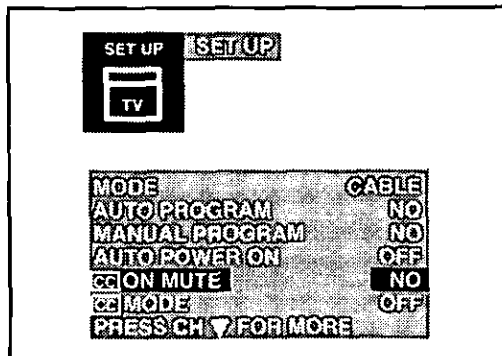 SET UP SET UP
TV
MODE CABLE
AUTO PROGRAM NO
MANUAL PROGRAM NO
AUTO POWER ON OFF
CC ON MUTE NO
CC MODE OFF
PRESS CH ▼ FOR MORE